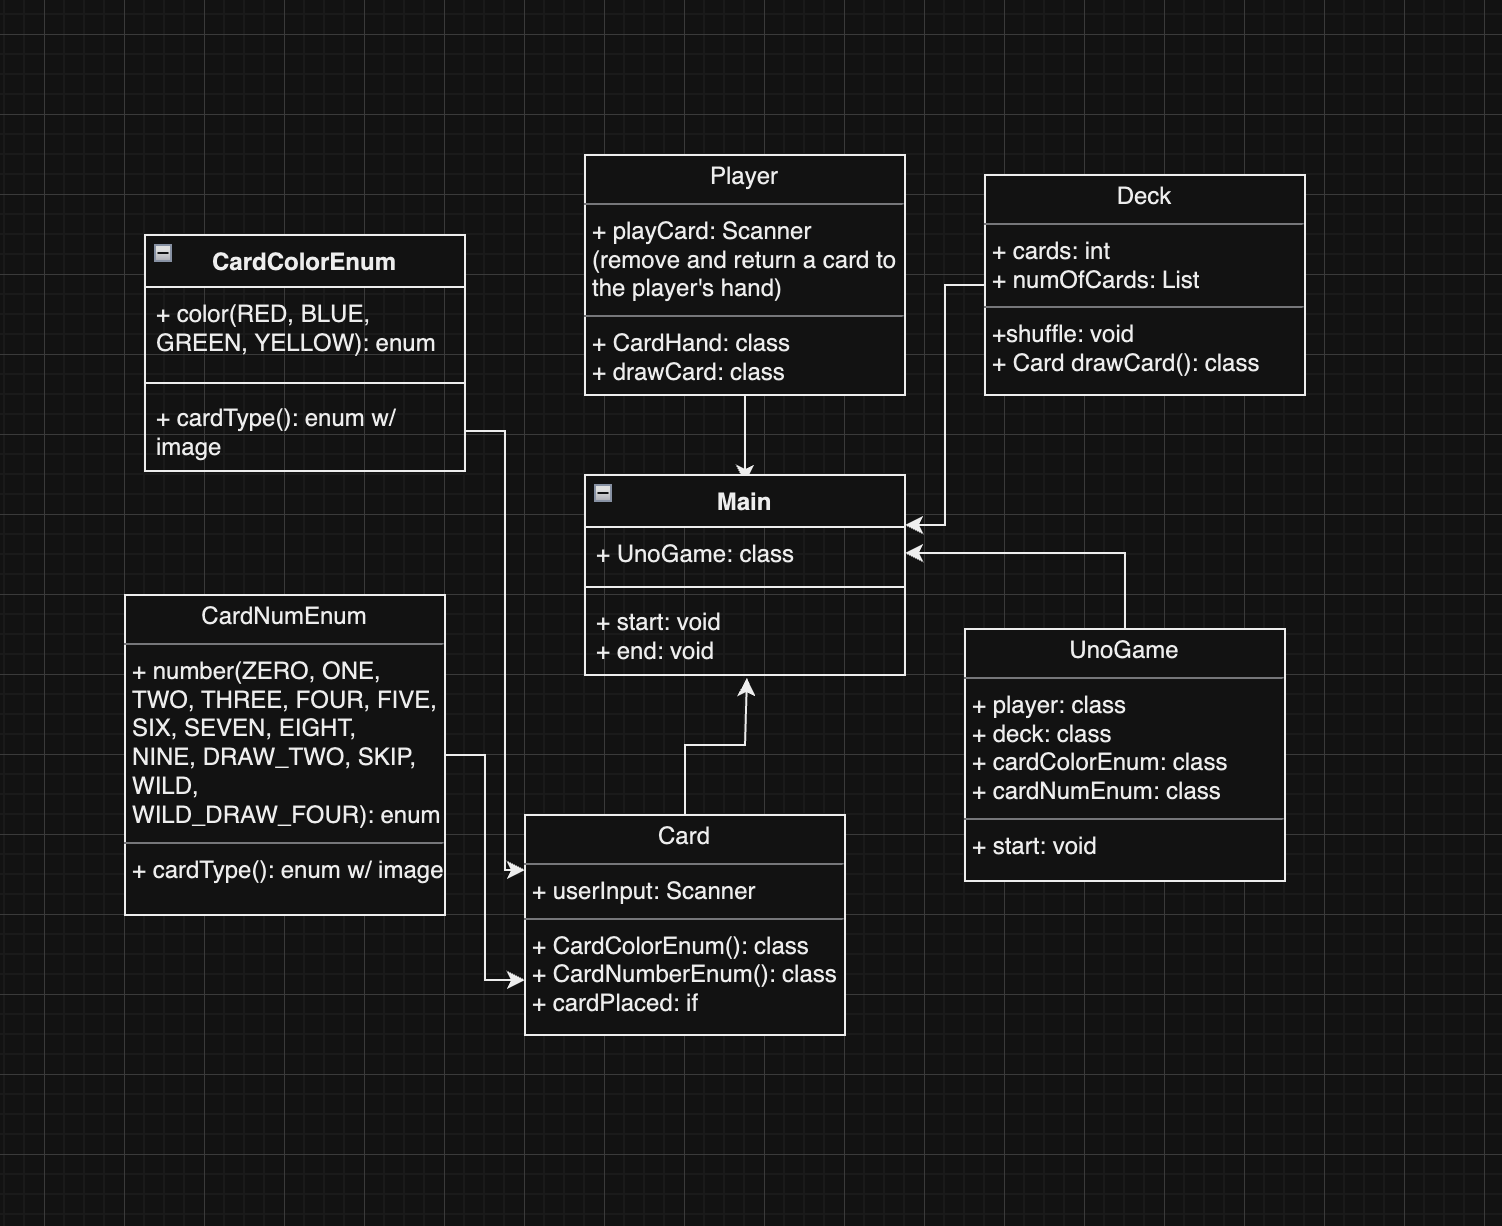 Player
+ playCard: Scanner
(remove and return a card to
the player's hand)
+ CardHand: class
+ drawCard: class
Deck
+ cards: int
+ numOfCards: List
+shuffle: void
+ Card drawCard(): class
CardColorEnum
+ color(RED, BLUE,
GREEN, YELLOW): enum
+ cardType(): enum w/
image
Main
+ UnoGame: class
+ start: void
+ end: void
CardNumEnum
+ number(ZERO, ONE,
TWO, THREE, FOUR, FIVE,
SIX, SEVEN, EIGHT,
NINE, DRAW_TWO, SKIP,
WILD,
WILD_DRAW_FOUR): enum
+ cardType(): enum w/ image
UnoGame
+ player: class
+ deck: class
+ cardColorEnum: class
+ cardNumEnum: class
+ start: void
Card
+ userInput: Scanner
+ CardColorEnum(): class
+ CardNumberEnum(): class
+ cardPlaced: if